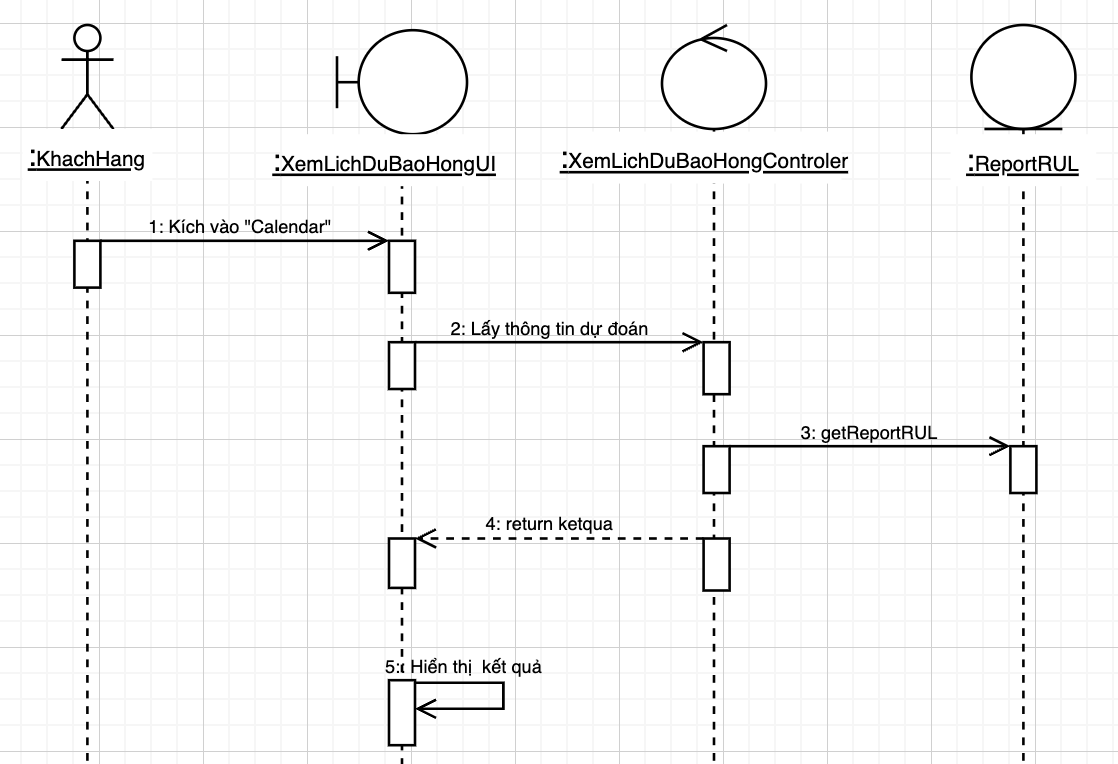 :KhachHang
:XemLichDuBaoHongUI
:XemLichDuBaoHongControler
:ReportRUL
1: Kích vào "Calendar"
2: Lấy thông tin dự đoán
3: getReportRUL
4: return ketqua
5:: Hiển thị kết quả